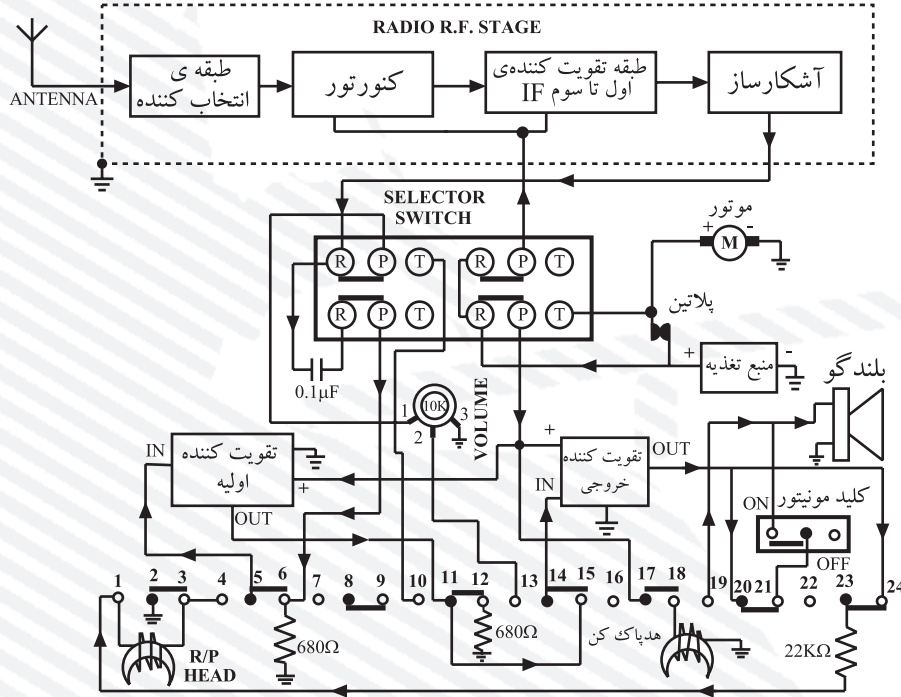 RADIO R.F. STAGE
ANTENNA
طبقه ی
انتخاب کننده
کنورتور
طبقه تقویت کننده‌ی
اول تا سوم IF
آشکارساز
SELECTOR
SWITCH
R P T R P T
R P T R P T
موتور
+ -
M
پلاتین
+ منبع تغذیه -
0.1µF
1 10K 3
2
VOLUME
بلندگو
IN
تقویت کننده
اولیه
+
OUT
+
تقویت کننده
خروجی
IN
OUT
کلید مونیتور
ON
OFF
1 2 3 4 5 6 7 8 9 10 11 12 13 14 15 16 17 18 19 20 21 22 23 24
R/P
HEAD
680Ω
680Ω
هدپاک کن
22KΩ